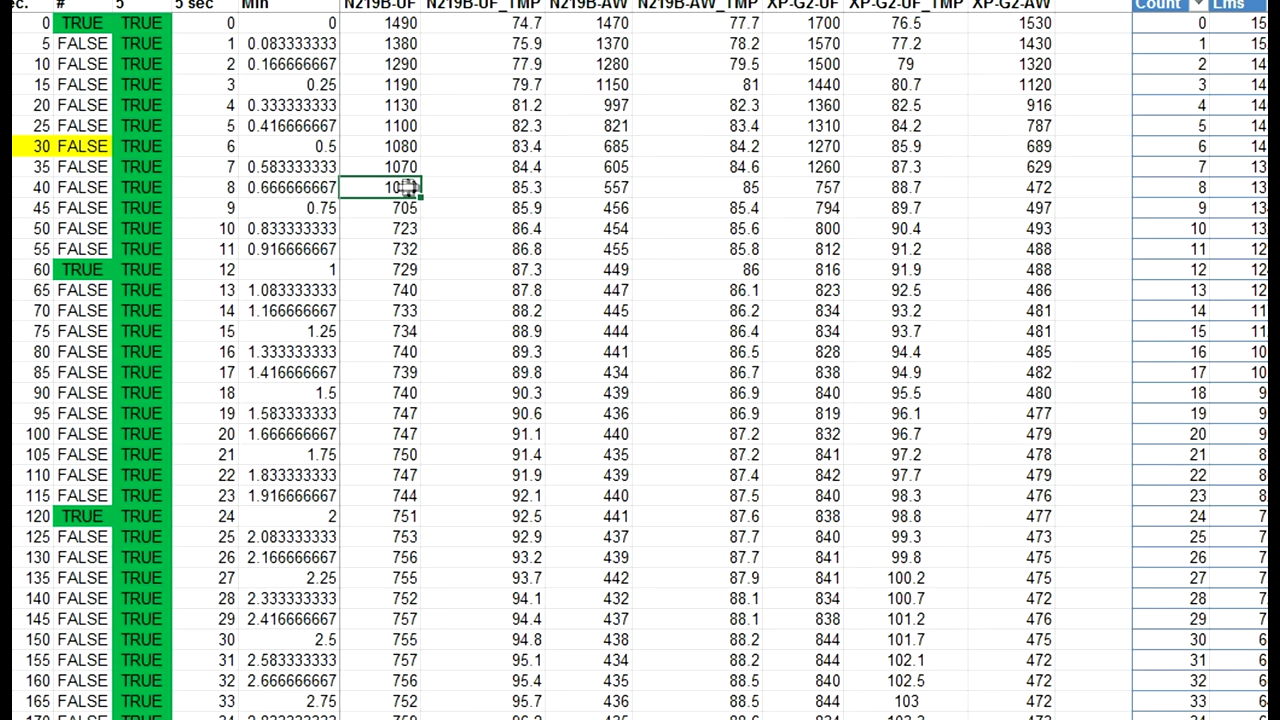 ec. # 5 5 sec Min N219B-UF N219B-UF_TMP N219B-AW N219B-AW_TMP XP-G2-UF XP-G2-UF_TMP XP-G2-AW Count Lms
0 TRUE TRUE 0 0 1490 74.7 1470 77.7 1700 76.5 1530 0 15
5 FALSE TRUE 1 0.083333333 1380 75.9 1370 78.2 1570 77.2 1430 1 15
10 FALSE TRUE 2 0.166666667 1290 77.9 1280 79.5 1500 79 1320 2 14
15 FALSE TRUE 3 0.25 1190 79.7 1150 81 1440 80.7 1120 3 14
20 FALSE TRUE 4 0.333333333 1130 81.2 997 82.3 1360 82.5 916 4 14
25 FALSE TRUE 5 0.416666667 1100 82.3 821 83.4 1310 84.2 787 5 14
30 FALSE TRUE 6 0.5 1080 83.4 685 84.2 1270 85.9 689 6 14
35 FALSE TRUE 7 0.583333333 1070 84.4 605 84.6 1260 87.3 629 7 13
40 FALSE TRUE 8 0.666666667 85.3 557 85 757 88.7 472 8 13
45 FALSE TRUE 9 0.75 705 85.9 456 85.4 794 89.7 497 9 13
50 FALSE TRUE 10 0.833333333 723 86.4 454 85.6 800 90.4 493 10 13
55 FALSE TRUE 11 0.916666667 732 86.8 455 85.8 812 91.2 488 11 12
60 TRUE TRUE 12 1 729 87.3 449 86 816 91.9 488 12 12
65 FALSE TRUE 13 1.083333333 740 87.8 447 86.1 823 92.5 486 13 12
70 FALSE TRUE 14 1.166666667 733 88.2 445 86.2 834 93.2 481 14 11
75 FALSE TRUE 15 1.25 734 88.9 444 86.4 834 93.7 481 15 11
80 FALSE TRUE 16 1.333333333 740 89.3 441 86.5 828 94.4 485 16 10
85 FALSE TRUE 17 1.416666667 739 89.8 434 86.7 838 94.9 482 17 10
90 FALSE TRUE 18 1.5 740 90.3 439 86.9 840 95.5 480 18 9
95 FALSE TRUE 19 1.583333333 747 90.6 436 86.9 819 96.1 477 19 9
100 FALSE TRUE 20 1.666666667 747 91.1 440 87.2 832 96.7 479 20 9
105 FALSE TRUE 21 1.75 750 91.4 435 87.2 841 97.2 478 21 8
110 FALSE TRUE 22 1.833333333 747 91.9 439 87.4 842 97.7 479 22 8
115 FALSE TRUE 23 1.916666667 744 92.1 440 87.5 840 98.3 476 23 8
120 TRUE TRUE 24 2 751 92.5 441 87.6 838 98.8 477 24 7
125 FALSE TRUE 25 2.083333333 753 92.9 437 87.7 840 99.3 473 25 7
130 FALSE TRUE 26 2.166666667 756 93.2 439 87.7 841 99.8 475 26 7
135 FALSE TRUE 27 2.25 755 93.7 442 87.9 841 100.2 475 27 7
140 FALSE TRUE 28 2.333333333 752 94.1 432 88.1 834 100.7 472 28 7
145 FALSE TRUE 29 2.416666667 757 94.4 437 88.1 838 101.2 476 29 7
150 FALSE TRUE 30 2.5 755 94.8 438 88.2 844 101.7 475 30 6
155 FALSE TRUE 31 2.583333333 757 95.1 434 88.2 844 102.1 472 31 6
160 FALSE TRUE 32 2.666666667 756 95.4 435 88.5 840 102.5 472 32 6
165 FALSE TRUE 33 2.75 752 95.7 436 88.5 844 103 472 33 6